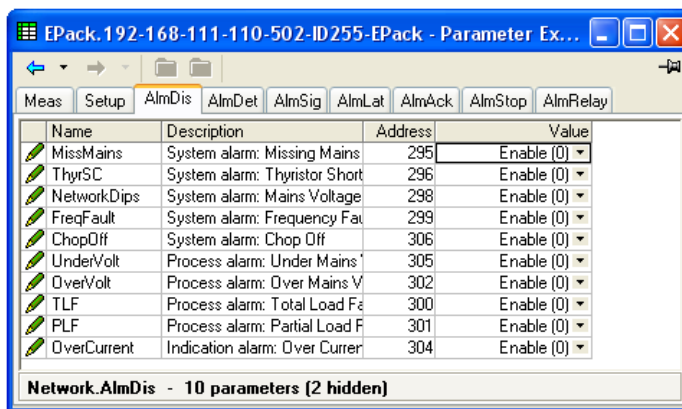 EPack.192-168-111-110-502-ID255-EPack - Parameter Ex...
Meas Setup AlmDis AlmDet AlmSig AlmLat AlmAck AlmStop AlmRelay
Name Description Address Value
MissMains System alarm: Missing Mains 295 Enable (0)
ThyrSC System alarm: Thyristor Short 296 Enable (0)
NetworkDips System alarm: Mains Voltage 298 Enable (0)
FreqFault System alarm: Frequency Fau 299 Enable (0)
ChopOff System alarm: Chop Off 306 Enable (0)
UnderVolt Process alarm: Under Mains 305 Enable (0)
OverVolt Process alarm: Over Mains V 302 Enable (0)
TLF Process alarm: Total Load Fa 300 Enable (0)
PLF Process alarm: Partial Load F 301 Enable (0)
OverCurrent Indication alarm: Over Curren 304 Enable (0)
Network.AlmDis - 10 parameters (2 hidden)